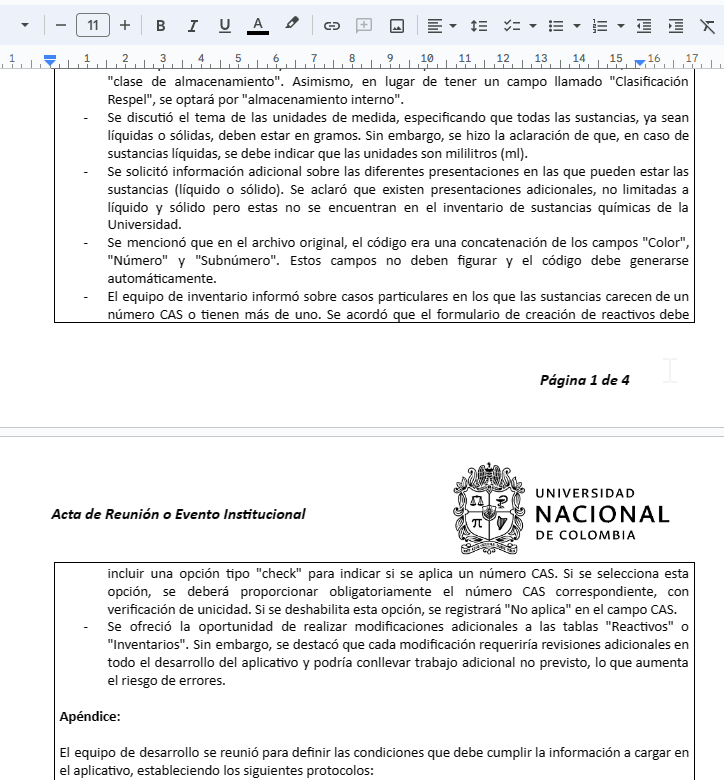 11 B I U A
1 1 2 3 4 5 6 7 8 9 10 11 12 13 14 15 16 17
"clase de almacenamiento". Asimismo, en lugar de tener un campo llamado "Clasificación
Respel", se optará por "almacenamiento interno".
- Se discutió el tema de las unidades de medida, especificando que todas las sustancias, ya sean
líquidas o sólidas, deben estar en gramos. Sin embargo, se hizo la aclaración de que, en caso de
sustancias líquidas, se debe indicar que las unidades son mililitros (ml).
- Se solicitó información adicional sobre las diferentes presentaciones en las que pueden estar las
sustancias (líquido o sólido). Se aclaró que existen presentaciones adicionales, no limitadas a
líquido y sólido pero estas no se encuentran en el inventario de sustancias químicas de la
Universidad.
- Se mencionó que en el archivo original, el código era una concatenación de los campos "Color",
"Número" y "Subnúmero". Estos campos no deben figurar y el código debe generarse
automáticamente.
- El equipo de inventario informó sobre casos particulares en los que las sustancias carecen de un
número CAS o tienen más de uno. Se acordó que el formulario de creación de reactivos debe
Página 1 de 4
Acta de Reunión o Evento Institucional
UNIVERSIDAD
NACIONAL
DE COLOMBIA
incluir una opción tipo "check" para indicar si se aplica un número CAS. Si se selecciona esta
opción, se deberá proporcionar obligatoriamente el número CAS correspondiente, con
verificación de unicidad. Si se deshabilita esta opción, se registrará "No aplica" en el campo CAS.
- Se ofreció la oportunidad de realizar modificaciones adicionales a las tablas "Reactivos" o
"Inventarios". Sin embargo, se destacó que cada modificación requeriría revisiones adicionales en
todo el desarrollo del aplicativo y podría conllevar trabajo adicional no previsto, lo que aumenta
el riesgo de errores.
Apéndice:
El equipo de desarrollo se reunió para definir las condiciones que debe cumplir la información a cargar en
el aplicativo, estableciendo los siguientes protocolos: